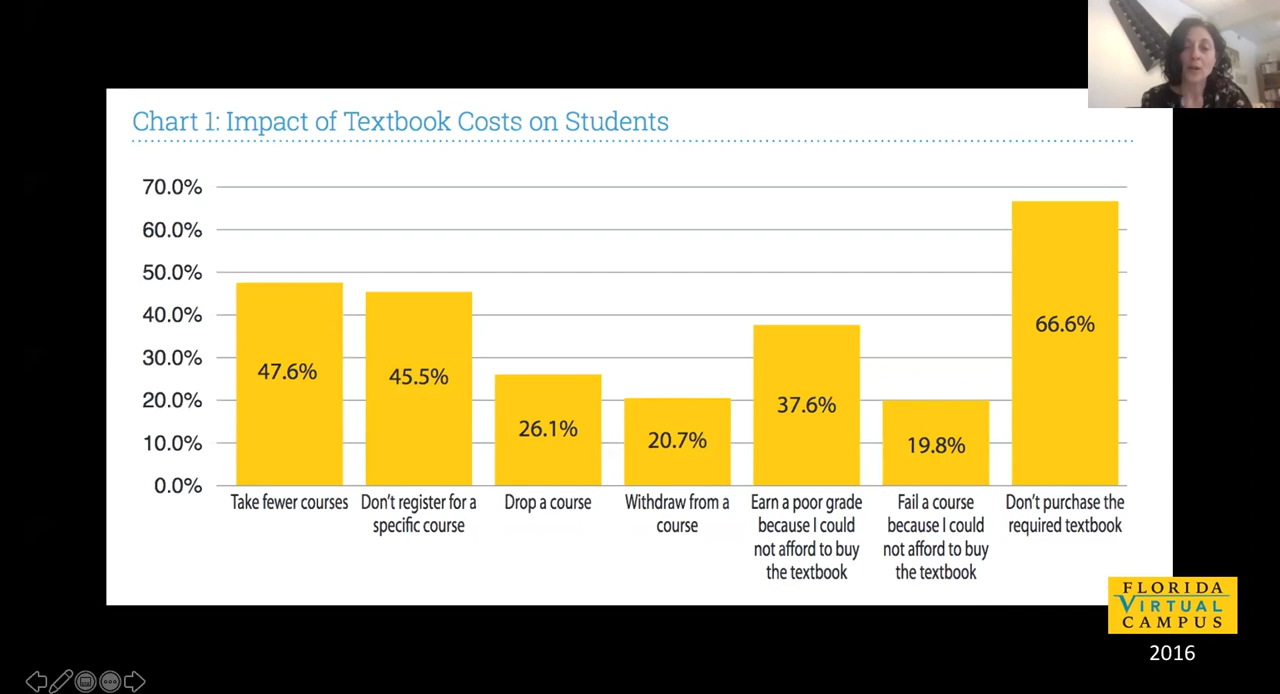 Chart 1: Impact of Textbook Costs on Students
70.0%
60.0%
50.0%
40.0%
30.0%
20.0%
10.0%
0.0%
47.6%
45.5%
26.1%
20.7%
37.6%
19.8%
66.6%
Take fewer courses
Don't register for a
specific course
Drop a course
Withdraw from a
course
Earn a poor grade
because I could
not afford to buy
the textbook
Fail a course
because I could
not afford to buy
the textbook
Don't purchase the
required textbook
FLORIDA
VIRTUAL
CAMPUS
2016